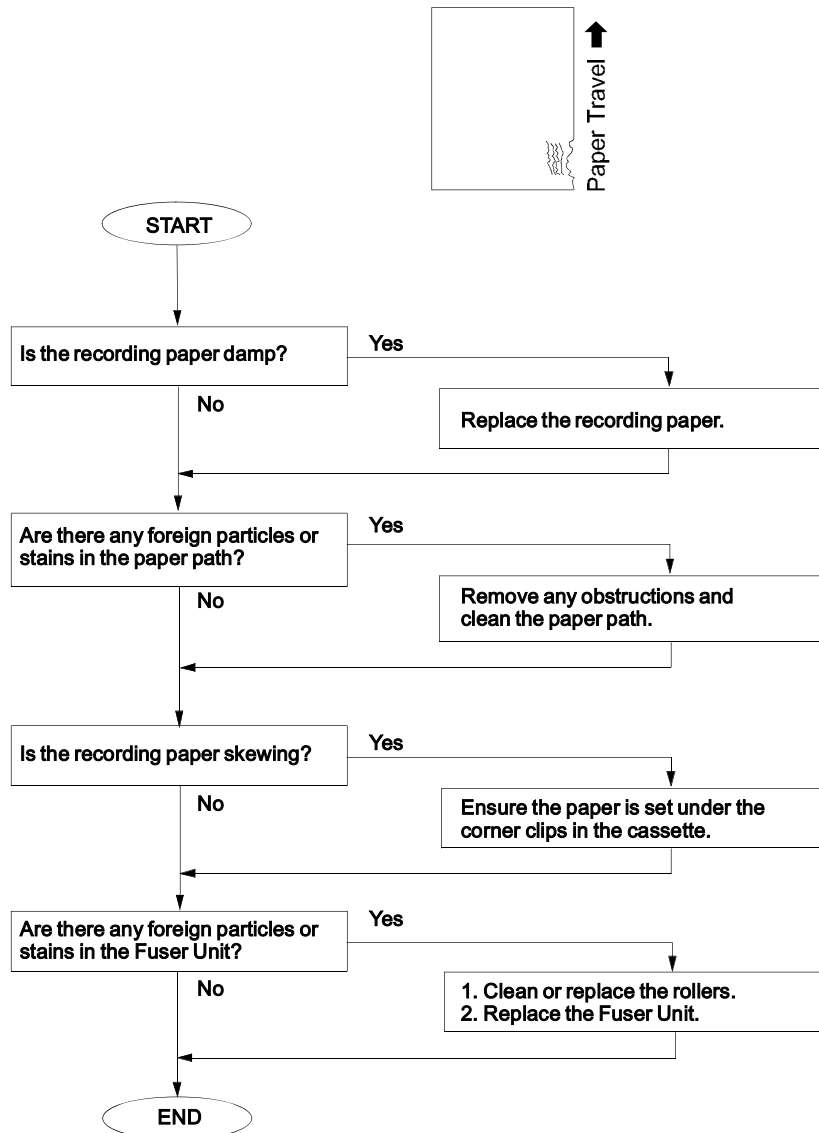 Paper Travel
START
Is the recording paper damp?
Yes
No
Replace the recording paper.
Are there any foreign particles or
stains in the paper path?
Yes
No
Remove any obstructions and
clean the paper path.
Is the recording paper skewing?
Yes
No
Ensure the paper is set under the
corner clips in the cassette.
Are there any foreign particles or
stains in the Fuser Unit?
Yes
No
1. Clean or replace the rollers.
2. Replace the Fuser Unit.
END